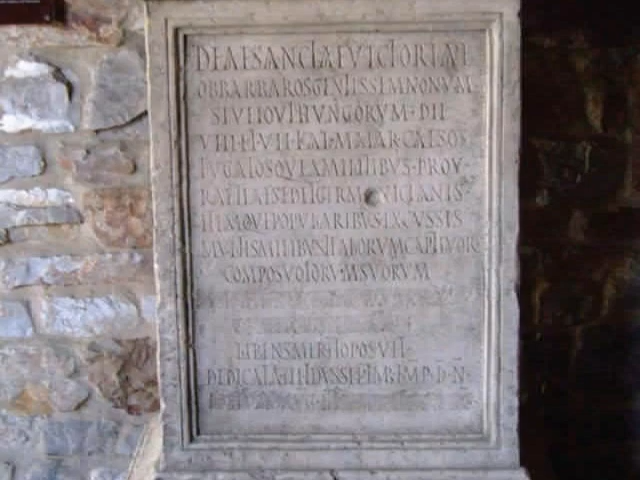 DEAE SANCTAE VICTORIAE
OB BARBAROS GENTIS SEMNONVM
SIVE IOVTHVNGORVM · DIE
VIII · ET · VII · KAL · MAIAR · CAESOS
FVGATOSQVE A MILITIBVS · PROV ·
RAETIAE SED ET GERMANICIANIS
ITEMQVE POPVLARIBVS EXCVSSIS
MVLTIS MILIBVS ITALORVM CAPTIVOR
COMPOS VOTORVM SVORVM
LIBENS MERITO POSVIT
DEDICATA III IDVS SEPTEMB IMP · D · N